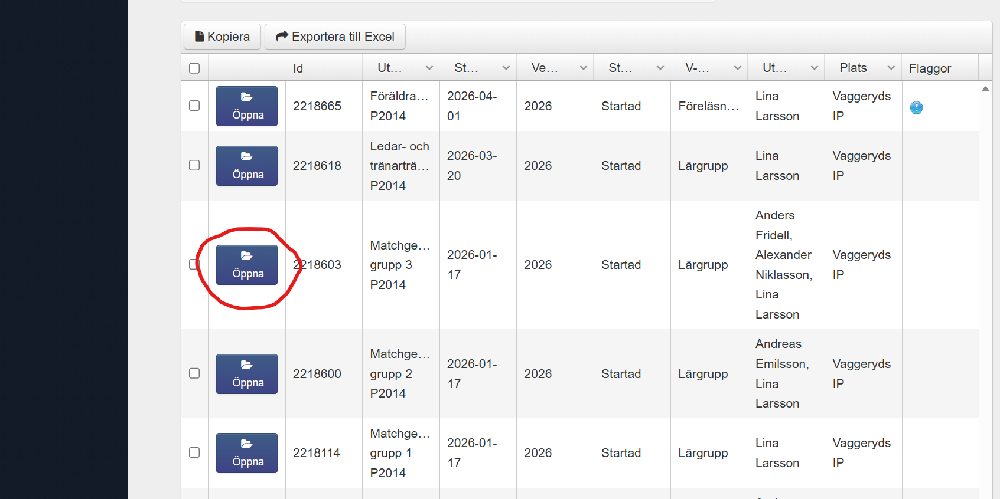 Kopiera Exportera till Excel
Id Ut... St... Ve... St... V-... Ut... Plats Flaggor
Öppna 2218665 Föräldra... P2014 2026-04-01 2026 Startad Föreläsn... Lina Larsson Vaggeryds IP
Öppna 2218618 Ledar- och tränarträ... P2014 2026-03-20 2026 Startad Lärgrupp Lina Larsson Vaggeryds IP
Öppna 2218603 Matchge... grupp 3 P2014 2026-01-17 2026 Startad Lärgrupp Anders Fridell, Alexander Niklasson, Lina Larsson Vaggeryds IP
Öppna 2218600 Matchge... grupp 2 P2014 2026-01-17 2026 Startad Lärgrupp Andreas Emilsson, Lina Larsson Vaggeryds IP
Öppna 2218114 Matchge... grupp 1 P2014 2026-01-17 2026 Startad Lärgrupp Lina Larsson Vaggeryds IP